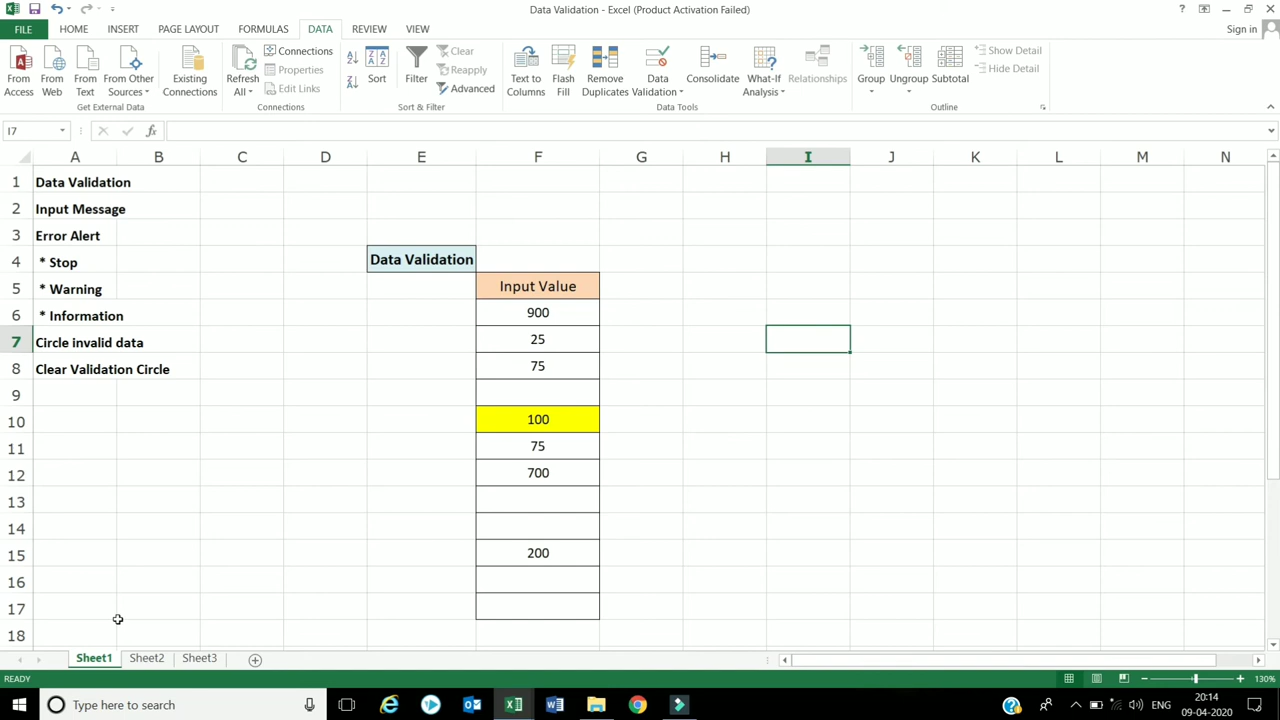 Data Validation - Excel (Product Activation Failed)
?
FILE HOME INSERT PAGE LAYOUT FORMULAS DATA REVIEW VIEW Sign in
From Access
From Web
From Text
From Other Sources
Get External Data
Existing Connections
Refresh All
Connections
Properties
Edit Links
Connections
Sort
Filter
Clear
Reapply
Advanced
Sort & Filter
Text to Columns
Flash Fill
Remove Duplicates
Data Validation
Consolidate
What-If Analysis
Relationships
Data Tools
Group
Ungroup
Subtotal
Show Detail
Hide Detail
Outline
I7 fx
A B C D E F G H I J K L M N
1 Data Validation
2 Input Message
3 Error Alert
4 * Stop Data Validation
5 * Warning Input Value
6 * Information 900
7 Circle invalid data 25
8 Clear Validation Circle 75
9
10 100
11 75
12 700
13
14
15 200
16
17
18
Sheet1 Sheet2 Sheet3
READY 130%
Type here to search
ENG
20:14
09-04-2020